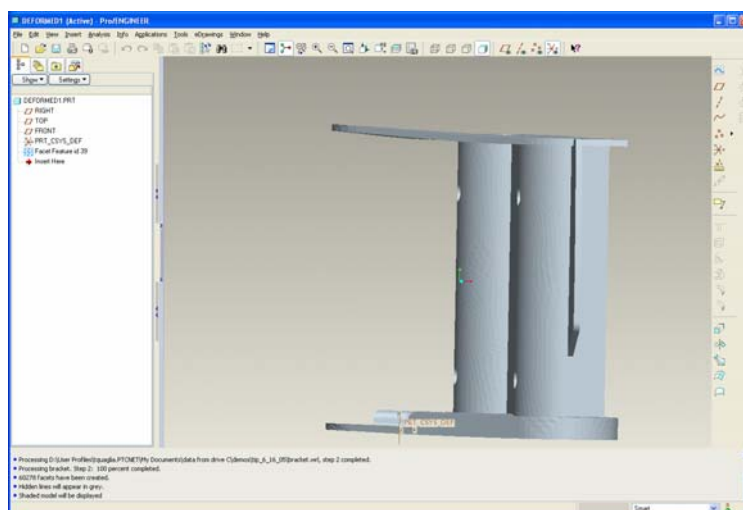 DEFORMED1 (Active) - Pro/ENGINEER
File Edit View Insert Analysis Info Applications Tools eDrawings Window Help
Show Settings
DEFORMED1.PRT
RIGHT
TOP
FRONT
PRT_CSYS_DEF
Facet Feature id 39
Insert Here
PRT_CSYS_DEF
Processing bracket. Step 2: 100 percent completed.
60278 facets have been created.
Hidden lines will appear in grey.
Shaded model will be displayed
Smart